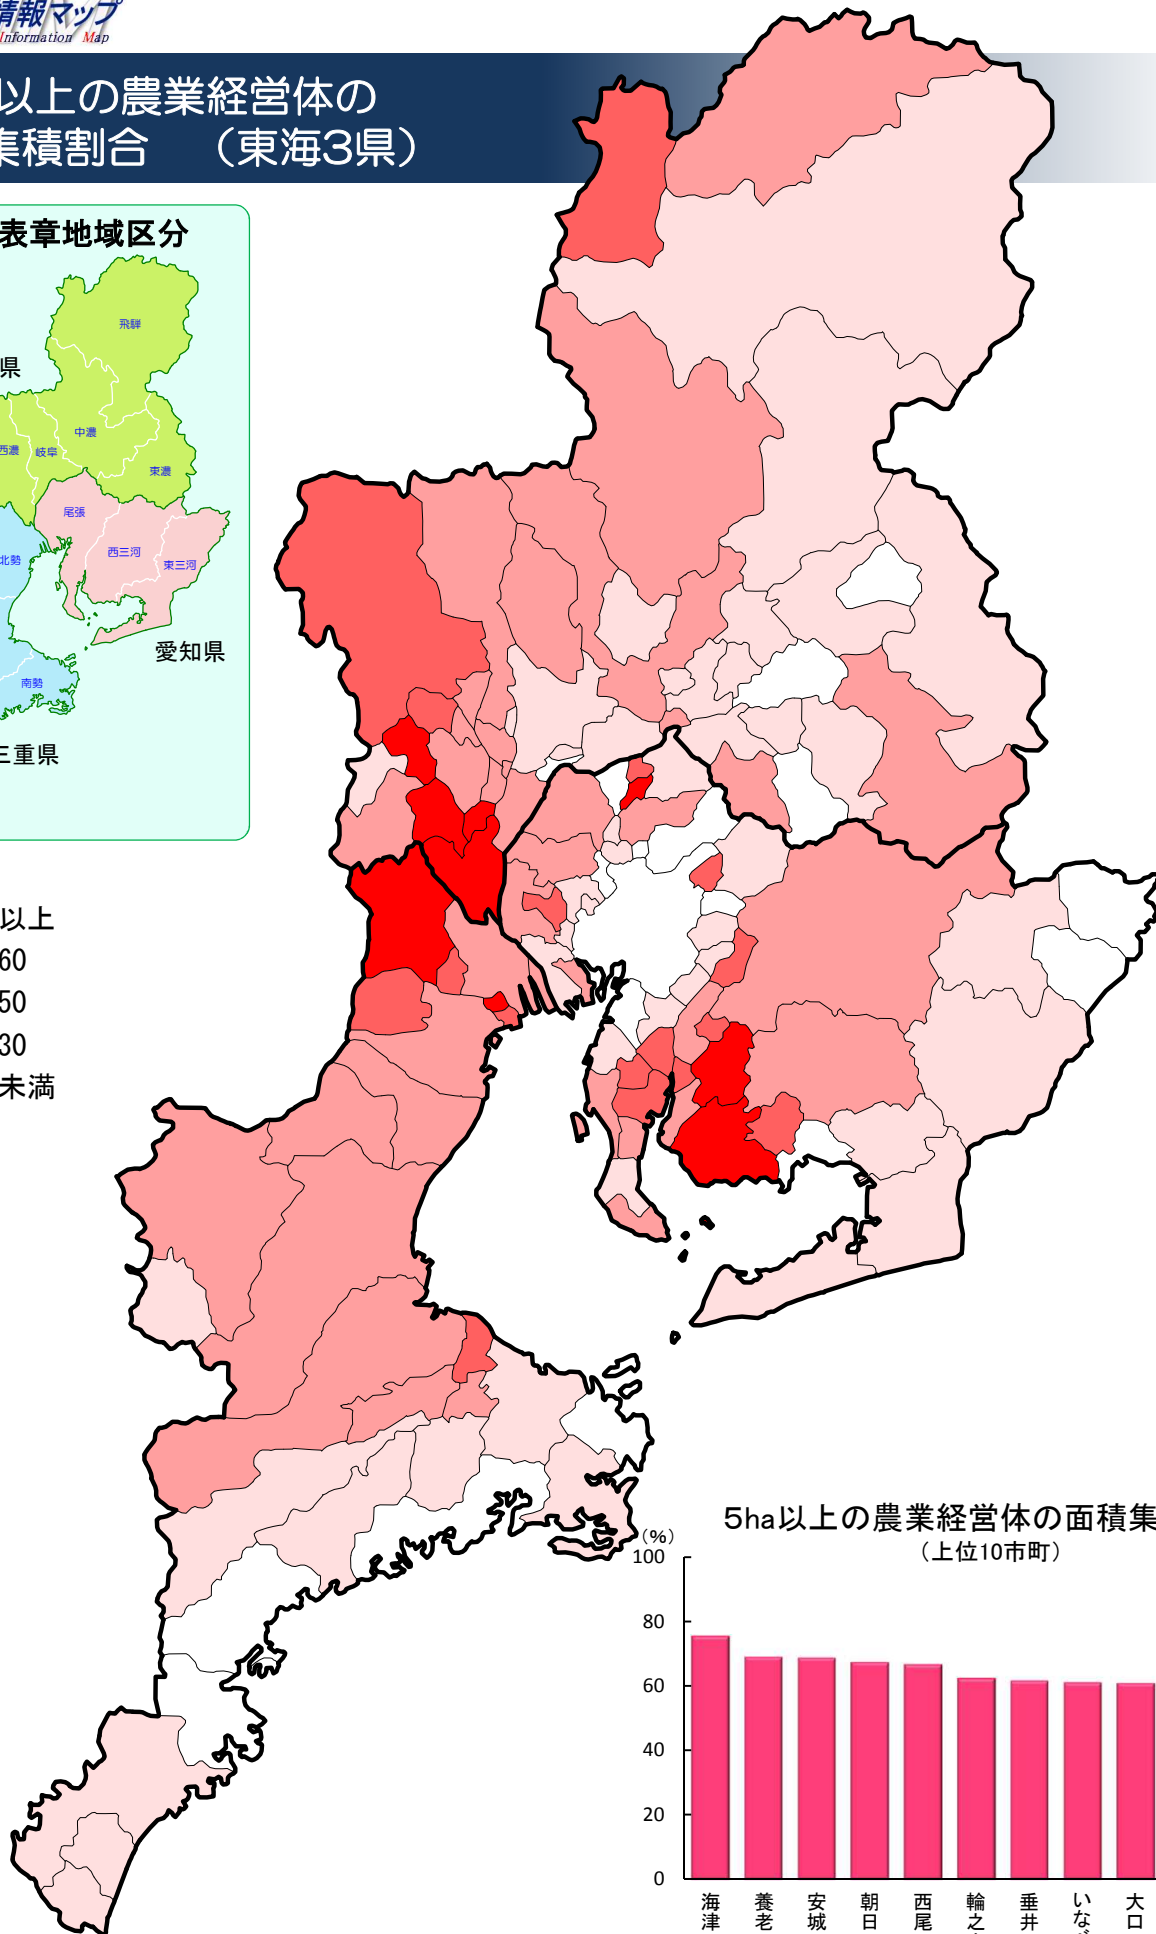 情報マップ
Information Map
以上の農業経営体の
集積割合 （東海3県）
表章地域区分
飛騨
県
中濃
西濃
岐阜
東濃
尾張
西三河
北勢
東三河
愛知県
南勢
三重県
以上
60
50
30
未満
5ha以上の農業経営体の面積集
（上位10市町）
（%）
100
80
60
40
20
0
海津
養老
安城
朝日
西尾
輪之
垂井
いな
大口